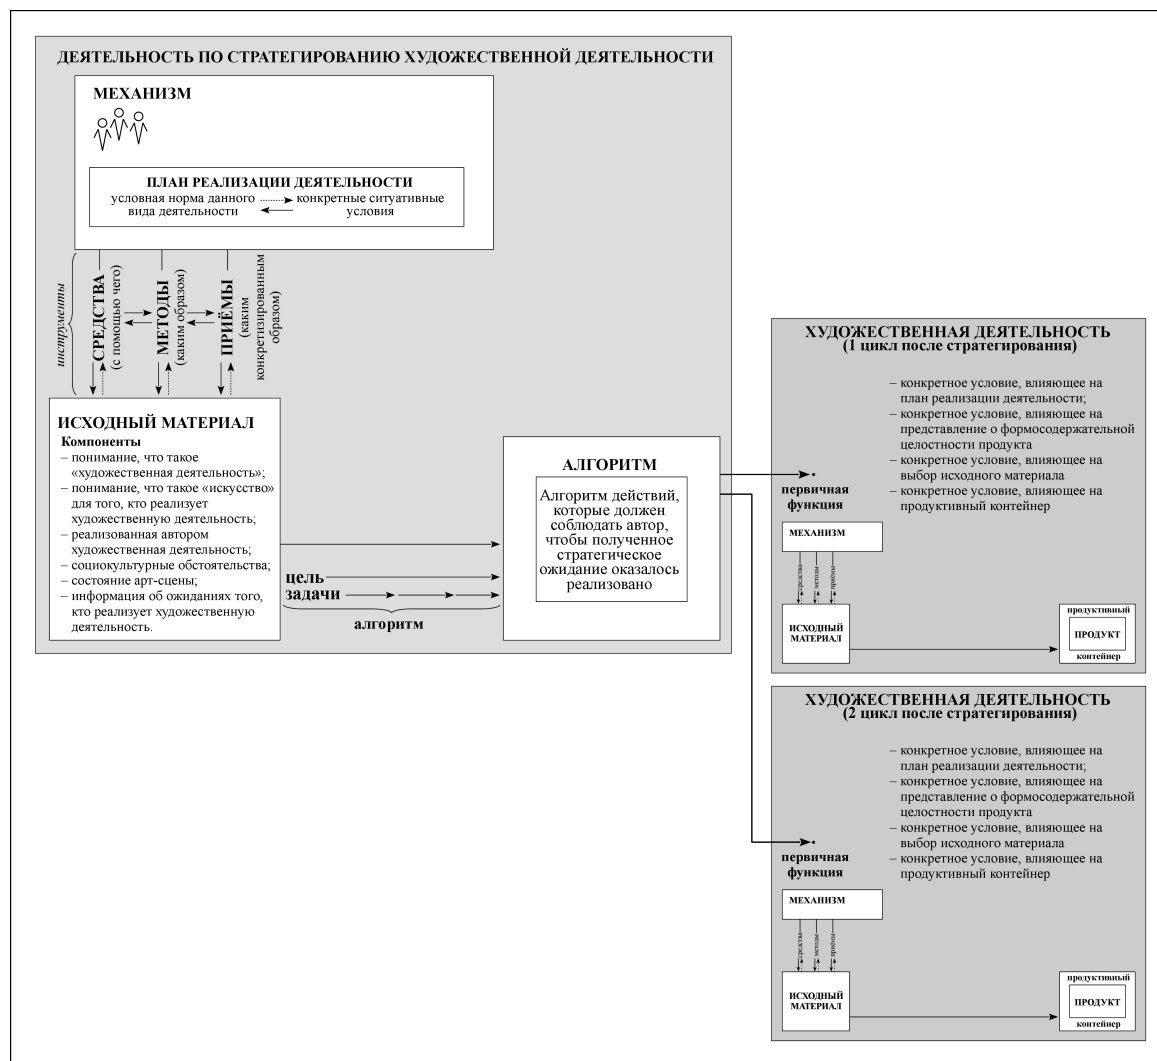 ДЕЯТЕЛЬНОСТЬ ПО СТРАТЕГИРОВАНИЮ ХУДОЖЕСТВЕННОЙ ДЕЯТЕЛЬНОСТИ
МЕХАНИЗМ
ПЛАН РЕАЛИЗАЦИИ ДЕЯТЕЛЬНОСТИ
условная норма данного
вида деятельности
конкретные ситуативные
условия
инструменты
СРЕДСТВА
(с помощью чего)
МЕТОДЫ
(каким образом)
ПРИЁМЫ
(каким
конкретизированным
образом)
ИСХОДНЫЙ МАТЕРИАЛ
Компоненты
– понимание, что такое
«художественная деятельность»;
– понимание, что такое «искусство»
для того, кто реализует
художественную деятельность;
– реализованная автором
художественная деятельность;
– социокультурные обстоятельства;
– состояние арт-сцены;
– информация об ожиданиях того,
кто реализует художественную
деятельность.
цель
задачи
алгоритм
АЛГОРИТМ
Алгоритм действий,
которые должен
соблюдать автор,
чтобы полученное
стратегическое
ожидание оказалось
реализовано
ХУДОЖЕСТВЕННАЯ ДЕЯТЕЛЬНОСТЬ
(1 цикл после стратегирования)
– конкретное условие, влияющее на
план реализации деятельности;
– конкретное условие, влияющее на
представление о формосодержательной
целостности продукта
– конкретное условие, влияющее на
выбор исходного материала
– конкретное условие, влияющее на
продуктивный контейнер
первичная
функция
МЕХАНИЗМ
средства
методы
приёмы
ИСХОДНЫЙ
МАТЕРИАЛ
продуктивный
ПРОДУКТ
контейнер
ХУДОЖЕСТВЕННАЯ ДЕЯТЕЛЬНОСТЬ
(2 цикл после стратегирования)
– конкретное условие, влияющее на
план реализации деятельности;
– конкретное условие, влияющее на
представление о формосодержательной
целостности продукта
– конкретное условие, влияющее на
выбор исходного материала
– конкретное условие, влияющее на
продуктивный контейнер
первичная
функция
МЕХАНИЗМ
средства
методы
приёмы
ИСХОДНЫЙ
МАТЕРИАЛ
продуктивный
ПРОДУКТ
контейнер